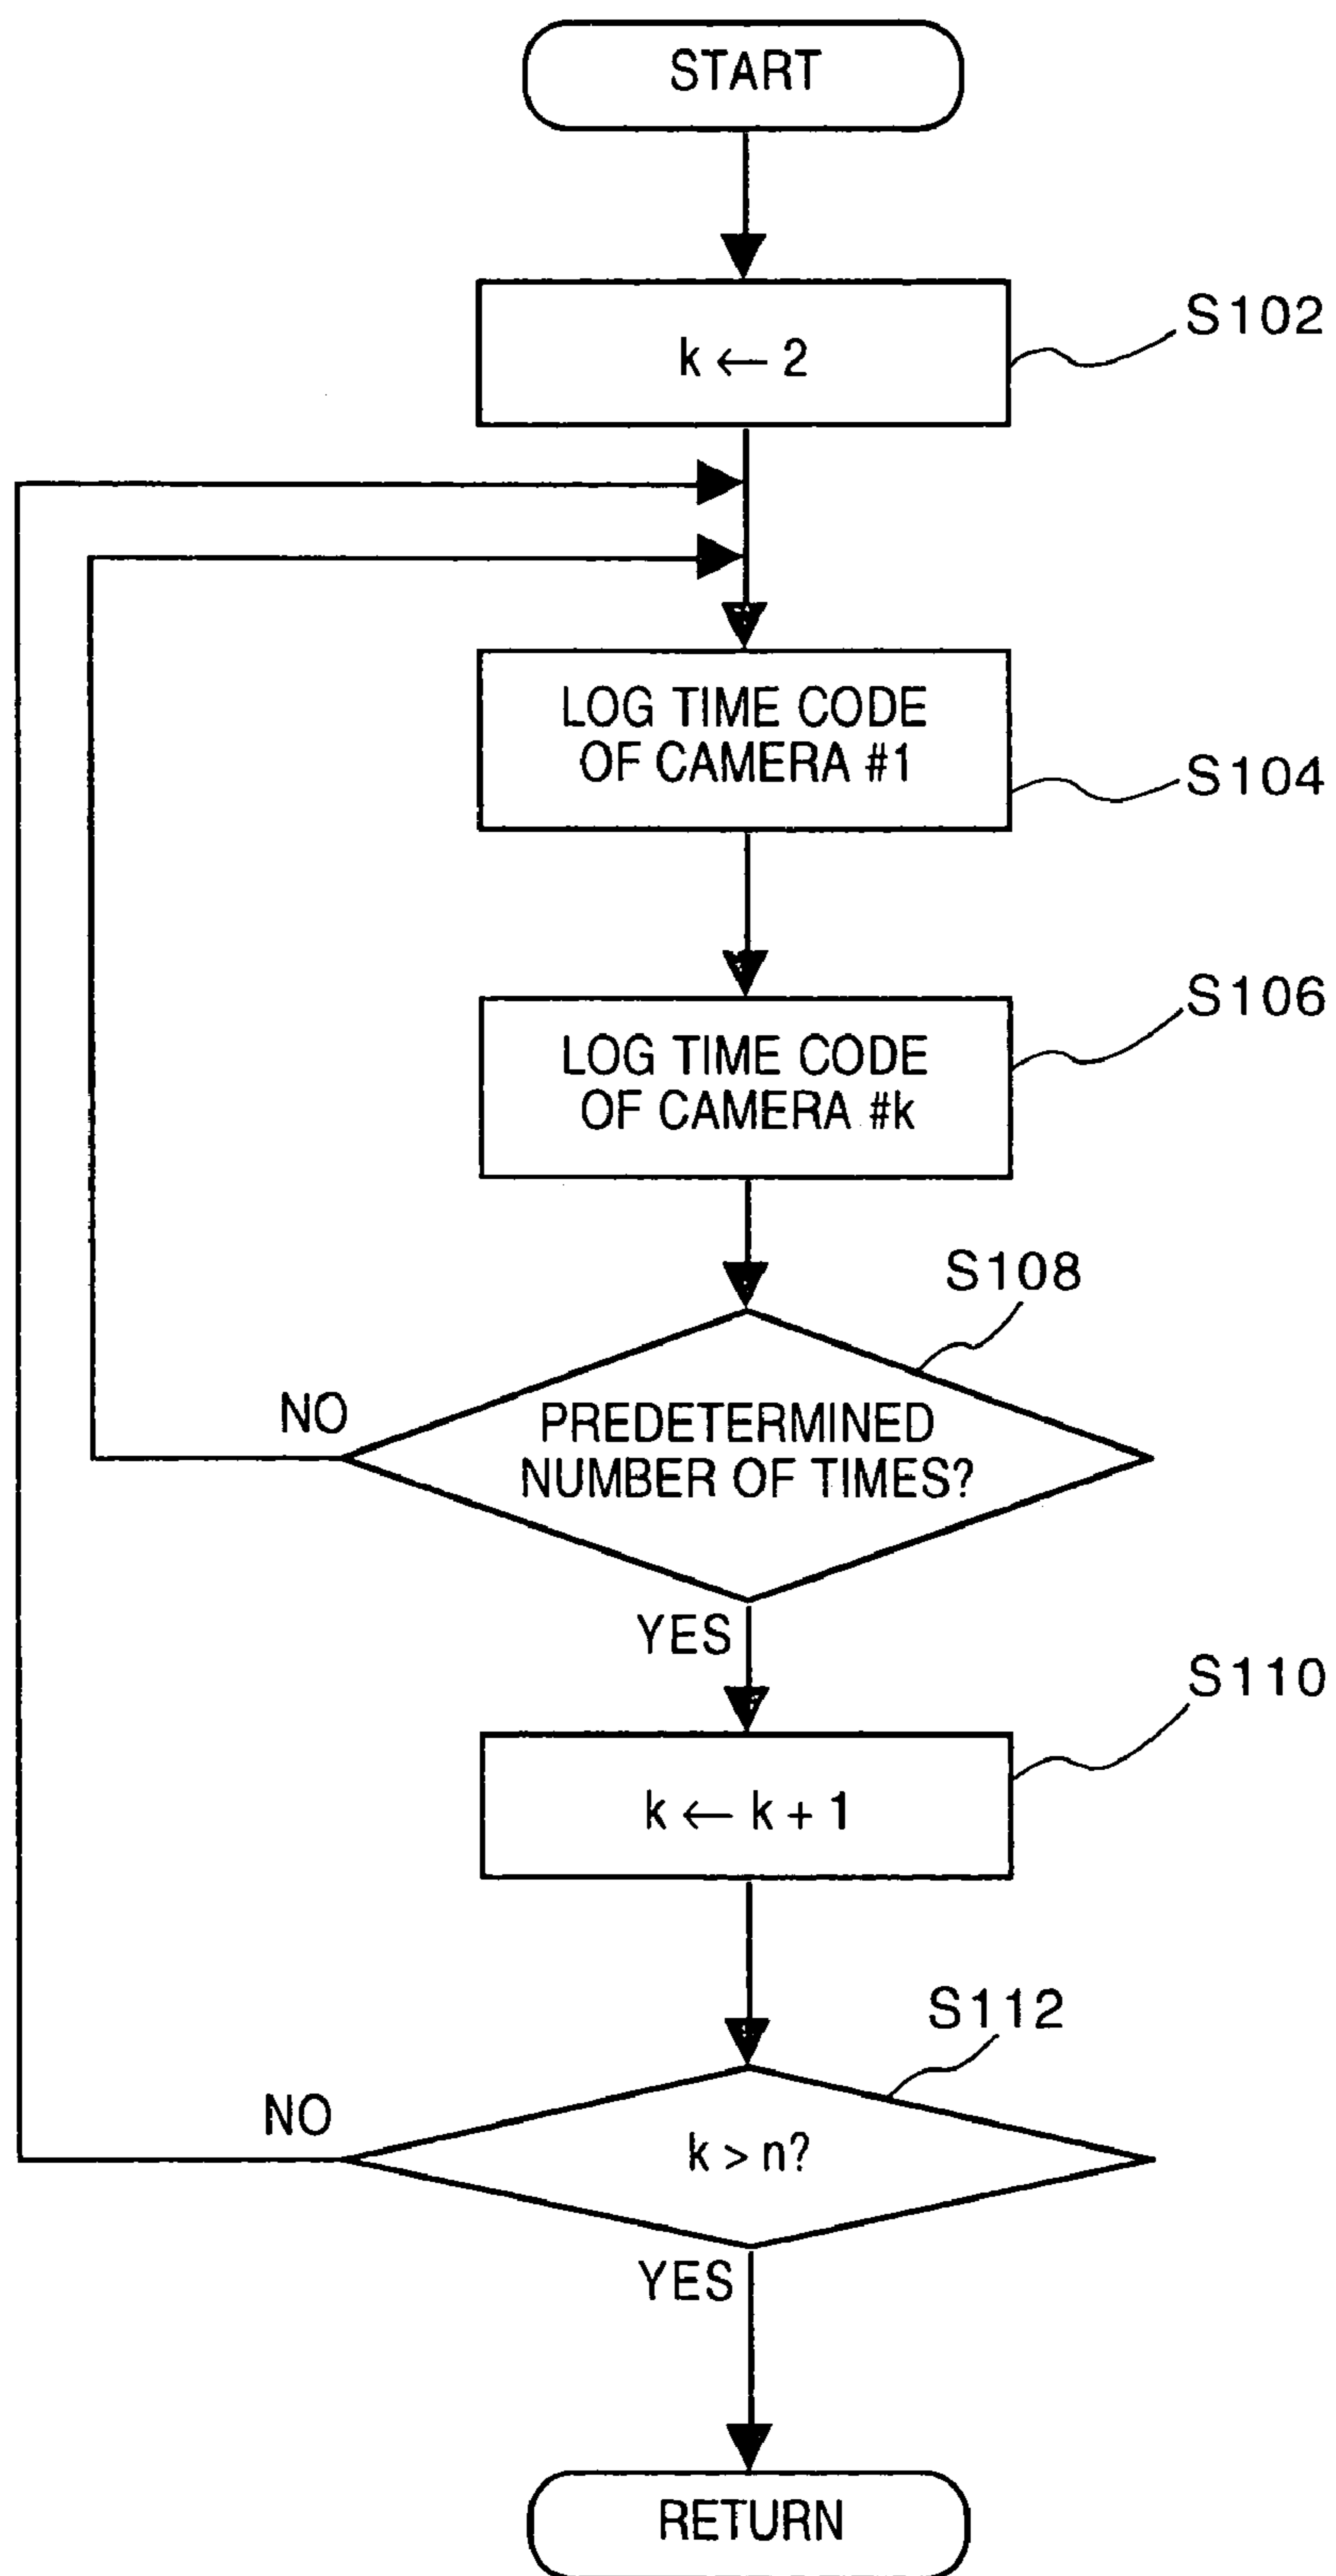 START
k ← 2
S102
LOG TIME CODE
OF CAMERA #1
S104
LOG TIME CODE
OF CAMERA #k
S106
S108
PREDETERMINED
NUMBER OF TIMES?
NO
YES
k ← k + 1
S110
S112
k > n?
NO
YES
RETURN